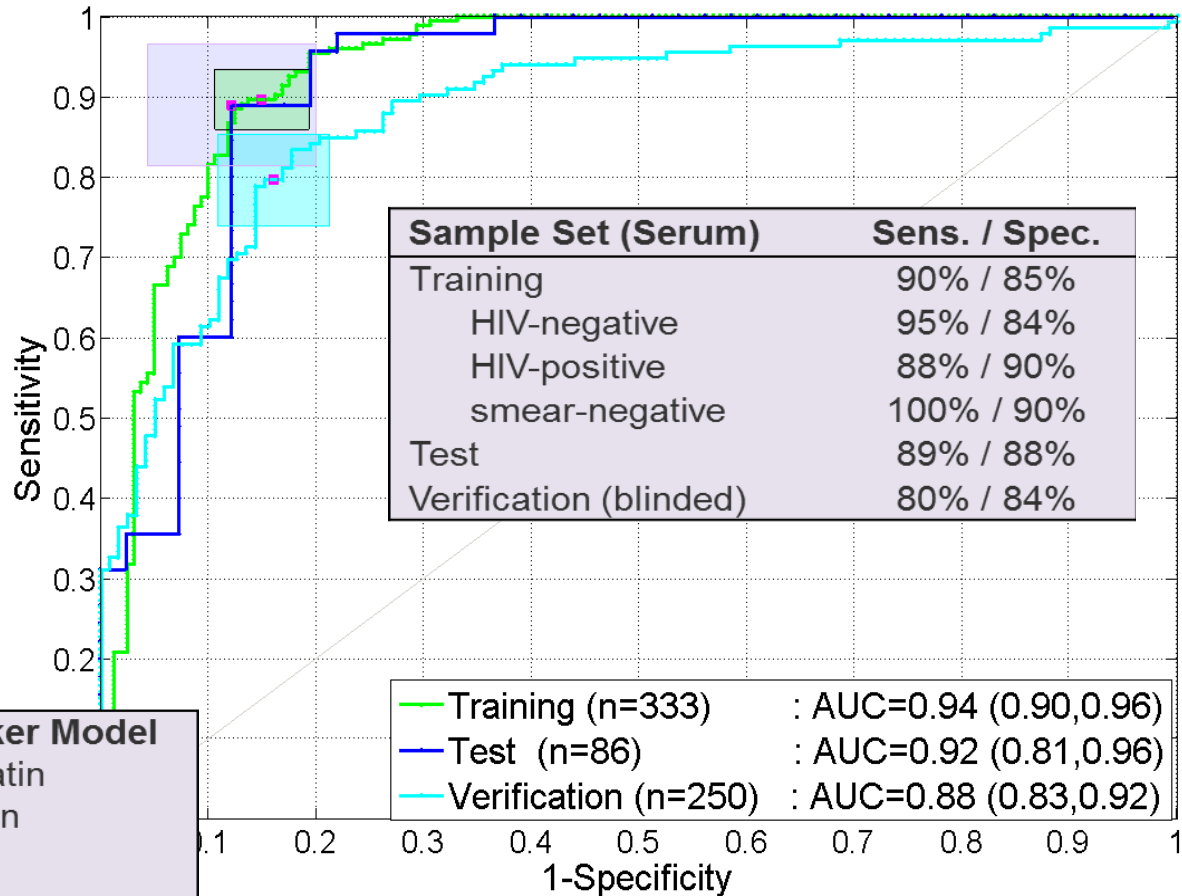 1
0.9
0.8
0.7
0.6
0.5
0.4
0.3
0.2
Sensitivity
Sample Set (Serum) Sens. / Spec.
Training 90% / 85%
HIV-negative 95% / 84%
HIV-positive 88% / 90%
smear-negative 100% / 90%
Test 89% / 88%
Verification (blinded) 80% / 84%
Training (n=333) : AUC=0.94 (0.90,0.96)
Test (n=86) : AUC=0.92 (0.81,0.96)
Verification (n=250) : AUC=0.88 (0.83,0.92)
Model
0.2 0.3 0.4 0.5 0.6 0.7 0.8 0.9 1
1-Specificity